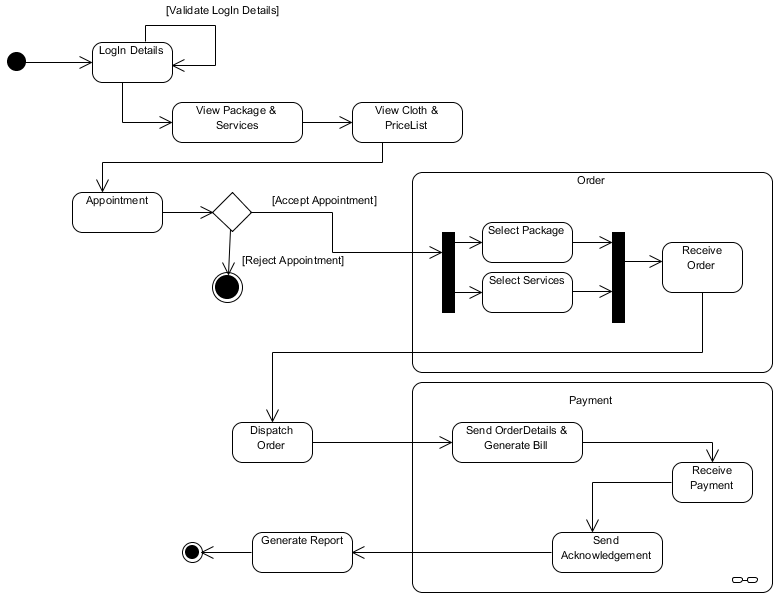 [Validate LogIn Details]
LogIn Details
View Package &
Services
View Cloth &
PriceList
Appointment
[Accept Appointment]
[Reject Appointment]
Order
Select Package
Select Services
Receive
Order
Dispatch
Order
Payment
Send OrderDetails &
Generate Bill
Receive
Payment
Send
Acknowledgement
Generate Report